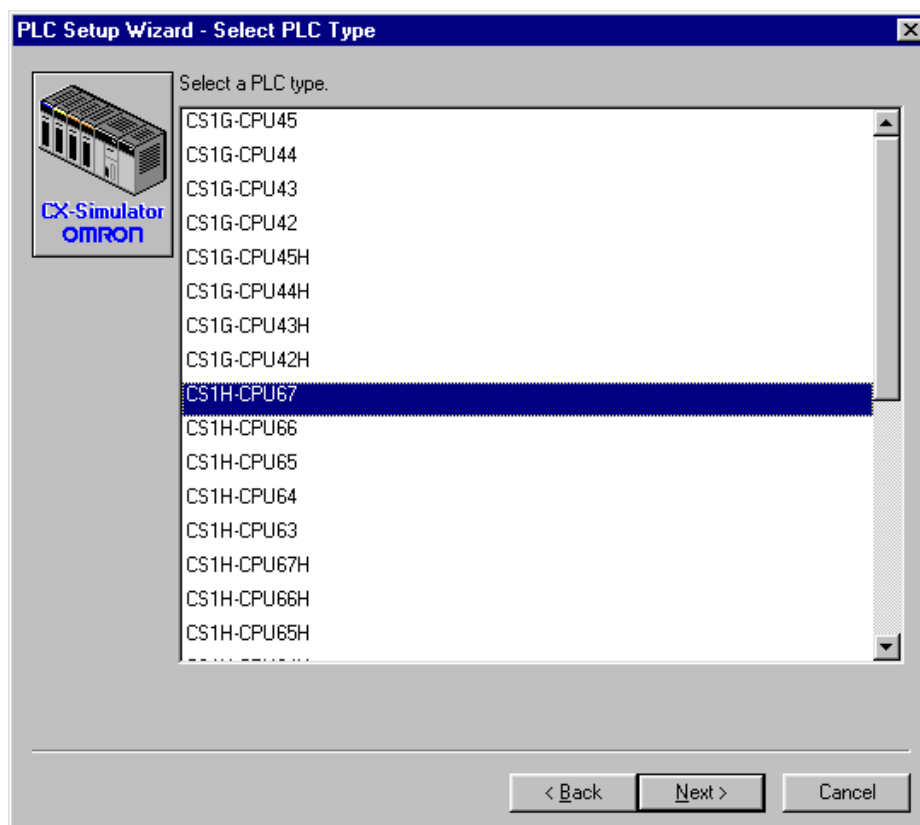 PLC Setup Wizard - Select PLC Type
Select a PLC type.
CX-Simulator
OMRON
CS1G-CPU45
CS1G-CPU44
CS1G-CPU43
CS1G-CPU42
CS1G-CPU45H
CS1G-CPU44H
CS1G-CPU43H
CS1G-CPU42H
CS1H-CPU67
CS1H-CPU66
CS1H-CPU65
CS1H-CPU64
CS1H-CPU63
CS1H-CPU67H
CS1H-CPU66H
CS1H-CPU65H
< Back
Next >
Cancel